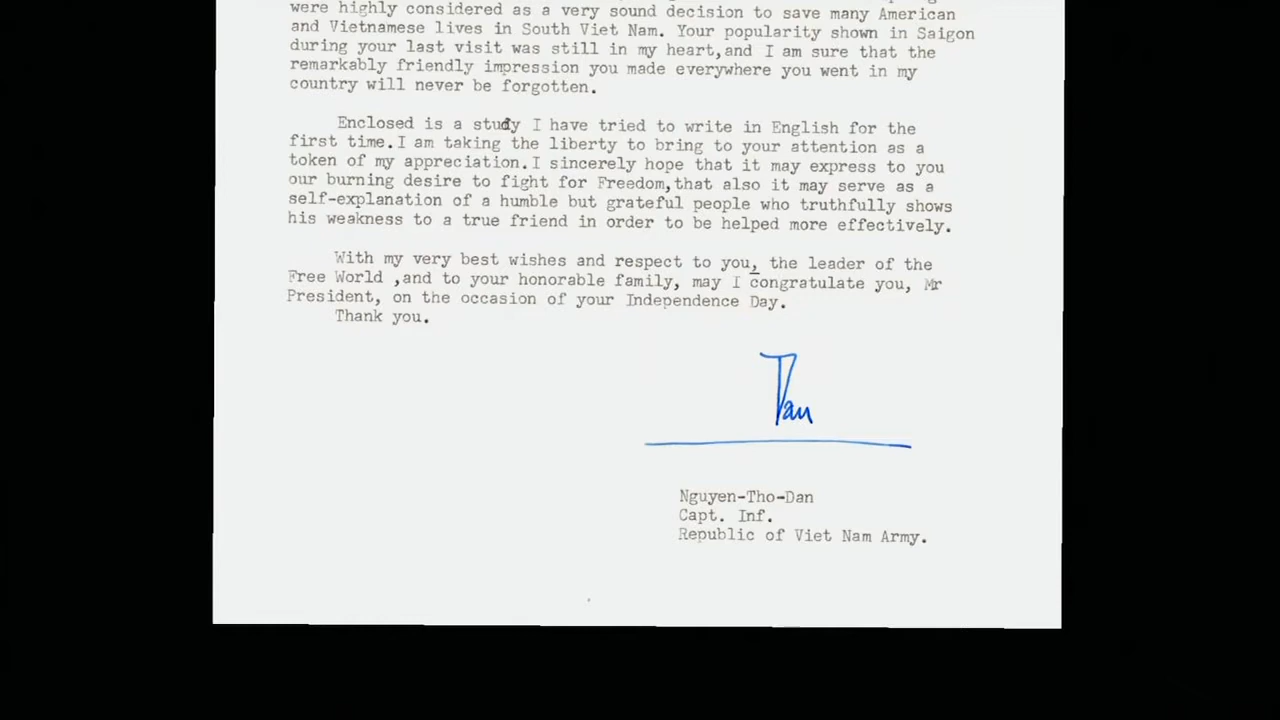 were highly considered as a very sound decision to save many American
and Vietnamese lives in South Viet Nam. Your popularity shown in Saigon
during your last visit was still in my heart,and I am sure that the
remarkably friendly impression you made everywhere you went in my
country will never be forgotten.
Enclosed is a study I have tried to write in English for the
first time.I am taking the liberty to bring to your attention as a
token of my appreciation.I sincerely hope that it may express to you
our burning desire to fight for Freedom,that also it may serve as a
self-explanation of a humble but grateful people who truthfully shows
his weakness to a true friend in order to be helped more effectively.
With my very best wishes and respect to you, the leader of the
Free World ,and to your honorable family, may I congratulate you, Mr
President, on the occasion of your Independence Day.
Thank you.
Dan
Nguyen-Tho-Dan
Capt. Inf.
Republic of Viet Nam Army.